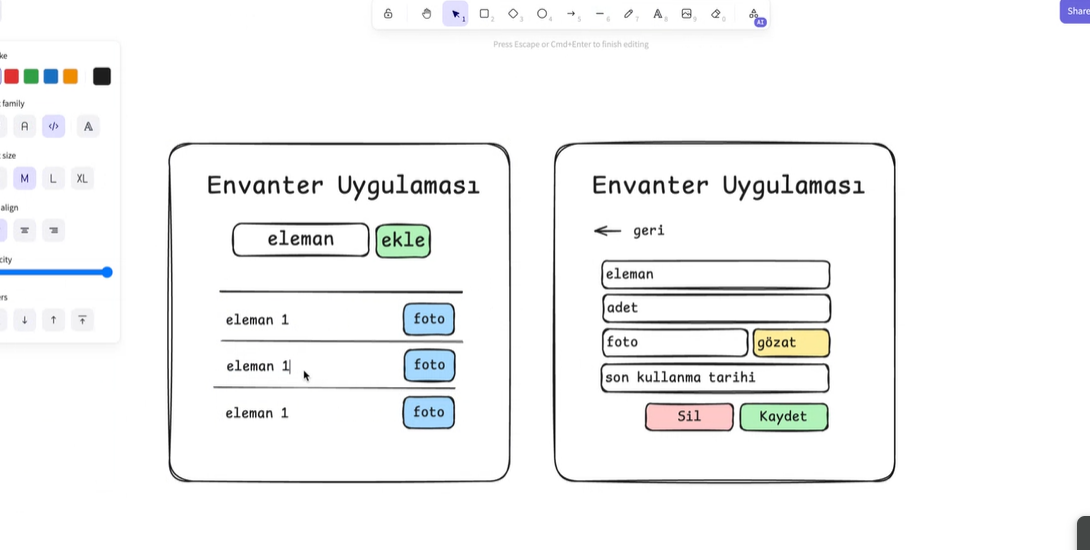 1 2 3 4 5 6 7 8 9 0 AI
Share
Press Escape or Cmd+Enter to finish editing
ke
family
A </> A
size
M L XL
align
city
rs
Envanter Uygulaması
eleman ekle
eleman 1 foto
eleman 1 foto
eleman 1 foto
Envanter Uygulaması
geri
eleman
adet
foto gözat
son kullanma tarihi
Sil Kaydet